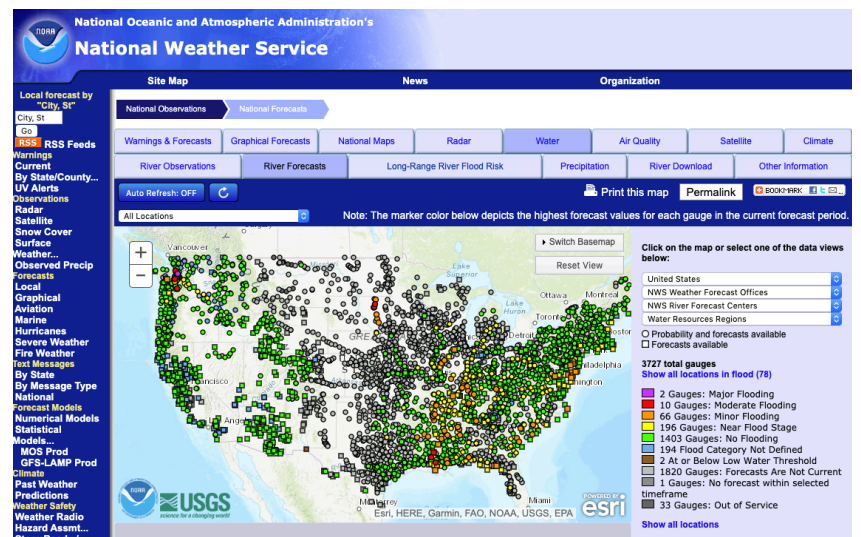 NOAA
National Oceanic and Atmospheric Administration's
National Weather Service
Site Map News Organization
Local forecast by
"City, St"
City, St
Go
RSS RSS Feeds
Warnings
Current
By State/County...
UV Alerts
Observations
Radar
Satellite
Snow Cover
Surface
Weather...
Observed Precip
Forecasts
Local
Graphical
Aviation
Marine
Hurricanes
Severe Weather
Fire Weather
Text Messages
By State
By Message Type
National
Forecast Models
Numerical Models
Statistical
Models...
MOS Prod
GFS-LAMP Prod
Climate
Past Weather
Predictions
Weather Safety
Weather Radio
Hazard Assmt...
National Observations National Forecasts
Warnings & Forecasts Graphical Forecasts National Maps Radar Water Air Quality Satellite Climate
River Observations River Forecasts Long-Range River Flood Risk Precipitation River Download Other Information
Auto Refresh: OFF Print this map Permalink BOOKMARK
All Locations Note: The marker color below depicts the highest forecast values for each gauge in the current forecast period.
+
−
Switch Basemap
Reset View
Vancouver
Lake
Superior
Ottawa Montreal
Lake
Huron
Toronto
Detroit
Miami
USGS
science for a changing world
Esri, HERE, Garmin, FAO, NOAA, USGS, EPA
POWERED BY
esri
Click on the map or select one of the data views
below:
United States
NWS Weather Forecast Offices
NWS River Forecast Centers
Water Resources Regions
Probability and forecasts available
Forecasts available
3727 total gauges
Show all locations in flood (78)
2 Gauges: Major Flooding
10 Gauges: Moderate Flooding
66 Gauges: Minor Flooding
196 Gauges: Near Flood Stage
1403 Gauges: No Flooding
194 Flood Category Not Defined
2 At or Below Low Water Threshold
1820 Gauges: Forecasts Are Not Current
1 Gauges: No forecast within selected
timeframe
33 Gauges: Out of Service
Show all locations